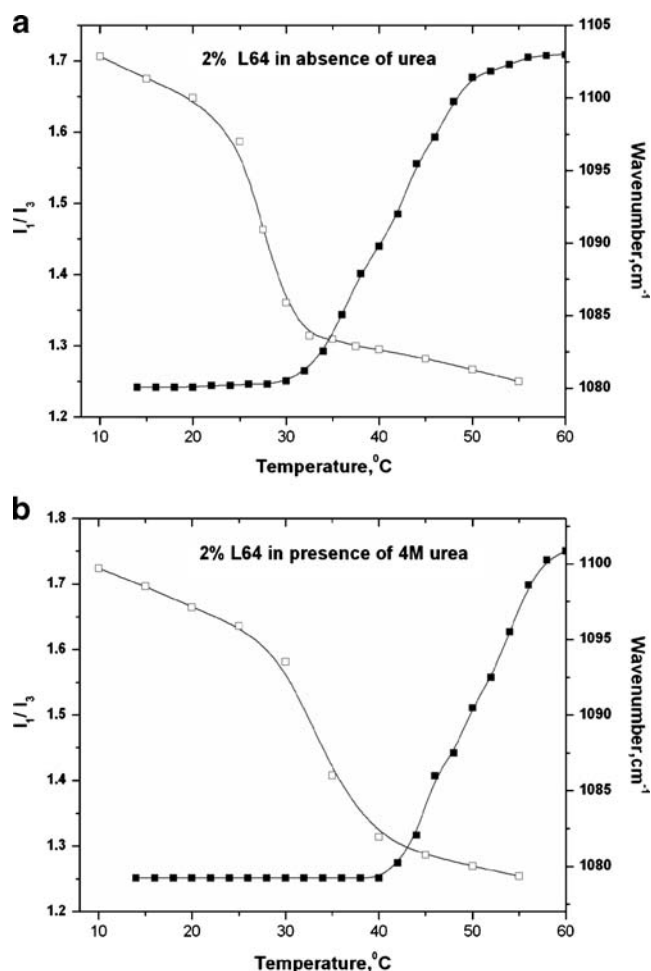 a
2% L64 in absence of urea
1.7
1.6
1.5
1.4
1.3
1.2
I1/ I3
1105
1100
1095
1090
1085
1080
Wavenumber,cm-1
10 20 30 40 50 60
Temperature,0C
b
2% L64 in presence of 4M urea
1.8
1.7
1.6
1.5
1.4
1.3
1.2
I1/ I3
1100
1095
1090
1085
1080
Wavenumber,cm-1
10 20 30 40 50 60
Temperature,0C